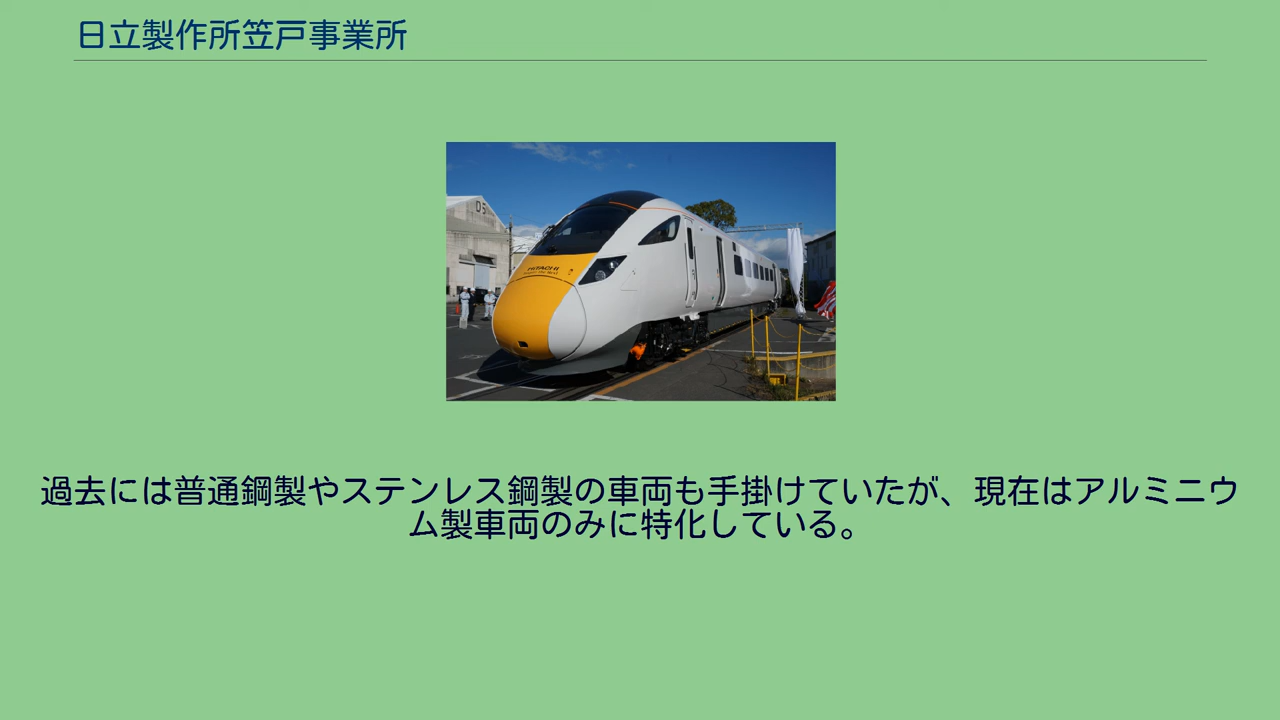 日立製作所笠戸事業所
D5
HITACHI
過去には普通鋼製やステンレス鋼製の車両も手掛けていたが、現在はアルミニウ
ム製車両のみに特化している。